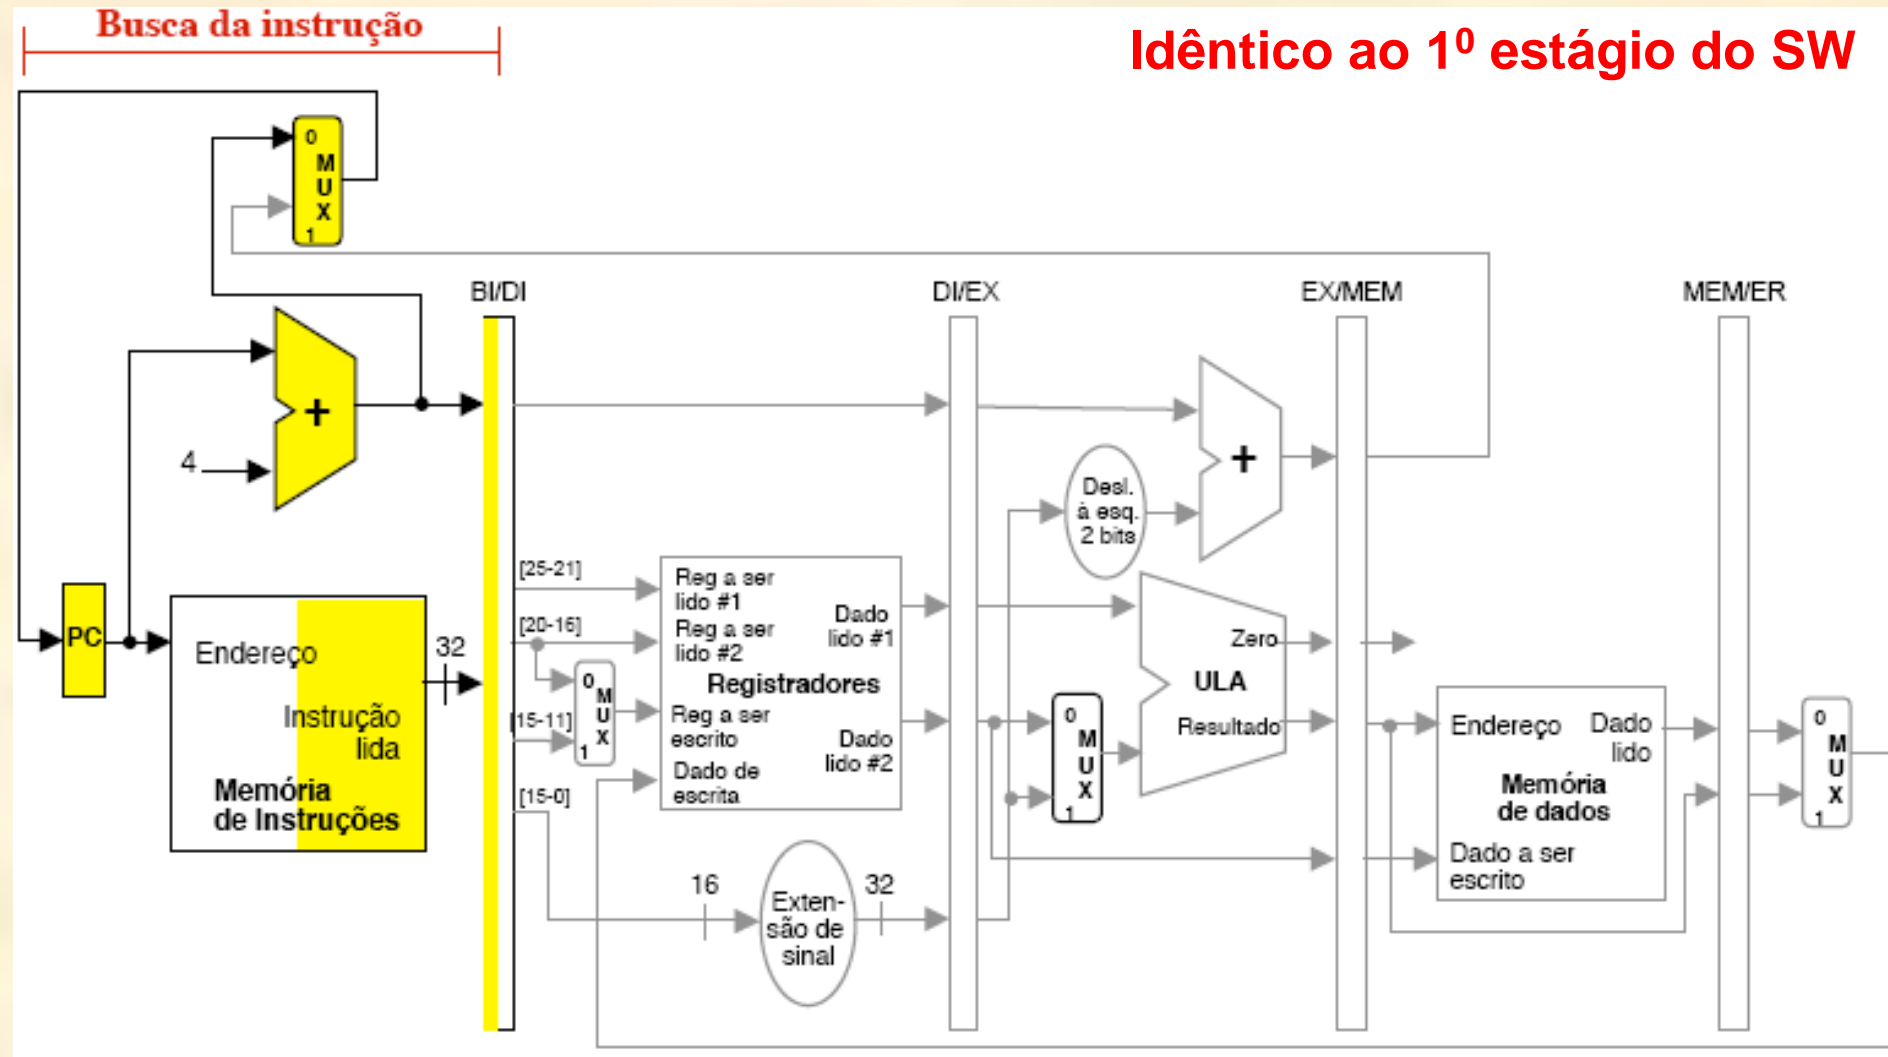 Busca da instrução
Idêntico ao 1⁰ estágio do SW
0
M
U
X
1
BI/DI
DI/EX
EX/MEM
MEM/ER
+
4
+
Desl.
à esq.
2 bits
PC
Endereço
Instrução
lida
Memória
de Instruções
32
[25-21]
[20-16]
[15-11]
[15-0]
0
M
U
X
1
Reg a ser
lido #1
Reg a ser
lido #2
Registradores
Reg a ser
escrito
Dado de
escrita
Dado
lido #1
Dado
lido #2
16
Exten-
são de
sinal
32
0
M
U
X
1
Zero
ULA
Resultado
Endereço
Dado
lido
Memória
de dados
Dado a ser
escrito
0
M
U
X
1